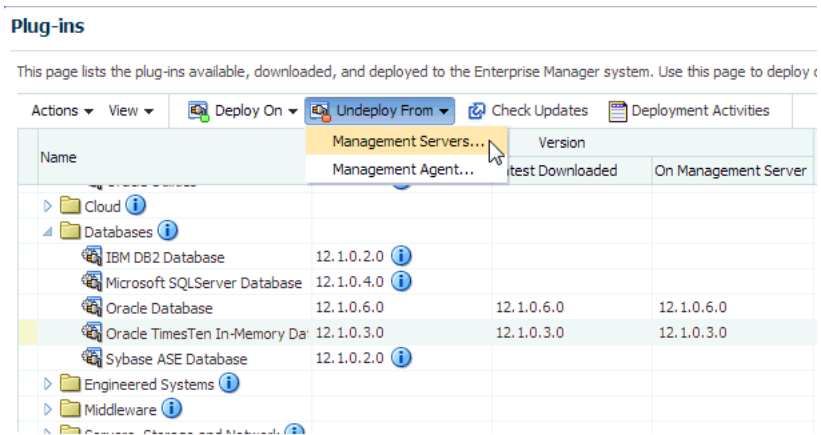 Plug-ins
This page lists the plug-ins available, downloaded, and deployed to the Enterprise Manager system. Use this page to deploy
Actions View Deploy On Undeploy From Check Updates Deployment Activities
Management Servers...
Management Agent...
Name
Version
test Downloaded
On Management Server
Cloud
Databases
IBM DB2 Database 12.1.0.2.0
Microsoft SQLServer Database 12.1.0.4.0
Oracle Database 12.1.0.6.0 12.1.0.6.0 12.1.0.6.0
Oracle TimesTen In-Memory Da 12.1.0.3.0 12.1.0.3.0 12.1.0.3.0
Sybase ASE Database 12.1.0.2.0
Engineered Systems
Middleware
Servers, Storage and Network